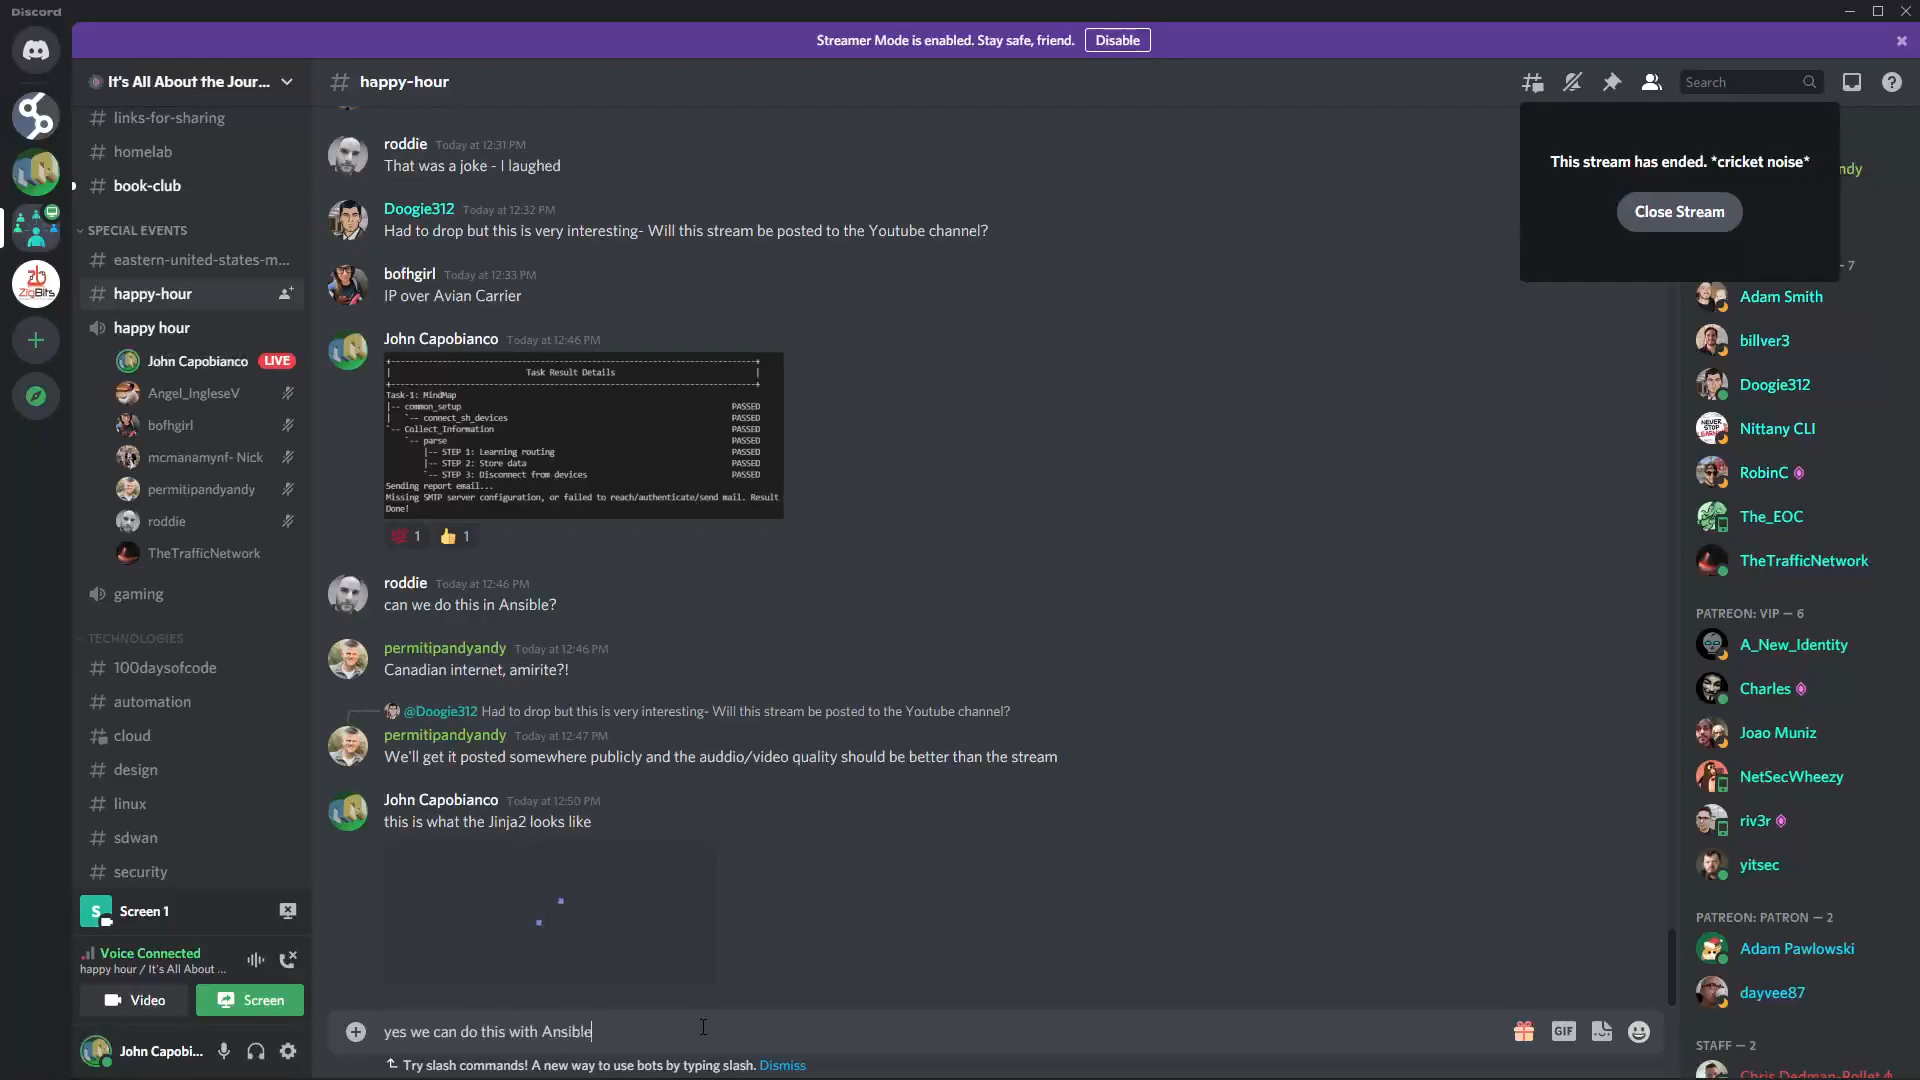 Discord
Streamer Mode is enabled. Stay safe, friend.
Disable
It's All About the Jour...
links-for-sharing
homelab
book-club
SPECIAL EVENTS
eastern-united-states-m...
happy-hour
happy hour
John Capobianco LIVE
Angel_IngleseV
bofhgirl
mcmanamynf- Nick
permitipandyandy
roddie
TheTrafficNetwork
gaming
TECHNOLOGIES
100daysofcode
automation
cloud
design
linux
sdwan
security
S Screen 1
Voice Connected
happy hour / It's All About ...
Video
Screen
John Capobi...
happy-hour
Search
roddie Today at 12:31 PM
That was a joke - I laughed
Doogie312 Today at 12:32 PM
Had to drop but this is very interesting- Will this stream be posted to the Youtube channel?
bofhgirl Today at 12:33 PM
IP over Avian Carrier
John Capobianco Today at 12:46 PM
Task Result Details
Task-1: MindMap
|-- common_setup PASSED
| `-- connect_sh_devices PASSED
`-- Collect_Information PASSED
`-- parse PASSED
|-- STEP 1: Learning routing PASSED
|-- STEP 2: Store data PASSED
`-- STEP 3: Disconnect from devices PASSED
Sending report email...
Missing SMTP server configuration, or failed to reach/authenticate/send mail. Result
Done!
1
1
roddie Today at 12:46 PM
can we do this in Ansible?
permitipandyandy Today at 12:46 PM
Canadian internet, amirite?!
@Doogie312 Had to drop but this is very interesting- Will this stream be posted to the Youtube channel?
permitipandyandy Today at 12:47 PM
We'll get it posted somewhere publicly and the auddio/video quality should be better than the stream
John Capobianco Today at 12:50 PM
this is what the Jinja2 looks like
yes we can do this with Ansible
GIF
Try slash commands! A new way to use bots by typing slash. Dismiss
This stream has ended. *cricket noise*
Close Stream
ndy
- 7
Adam Smith
billver3
Doogie312
Nittany CLI
RobinC
The_EOC
TheTrafficNetwork
PATREON: VIP — 6
A_New_Identity
Charles
Joao Muniz
NetSecWheezy
riv3r
yitsec
PATREON: PATRON — 2
Adam Pawlowski
dayvee87
STAFF — 2
Chris Dedman-Rollet